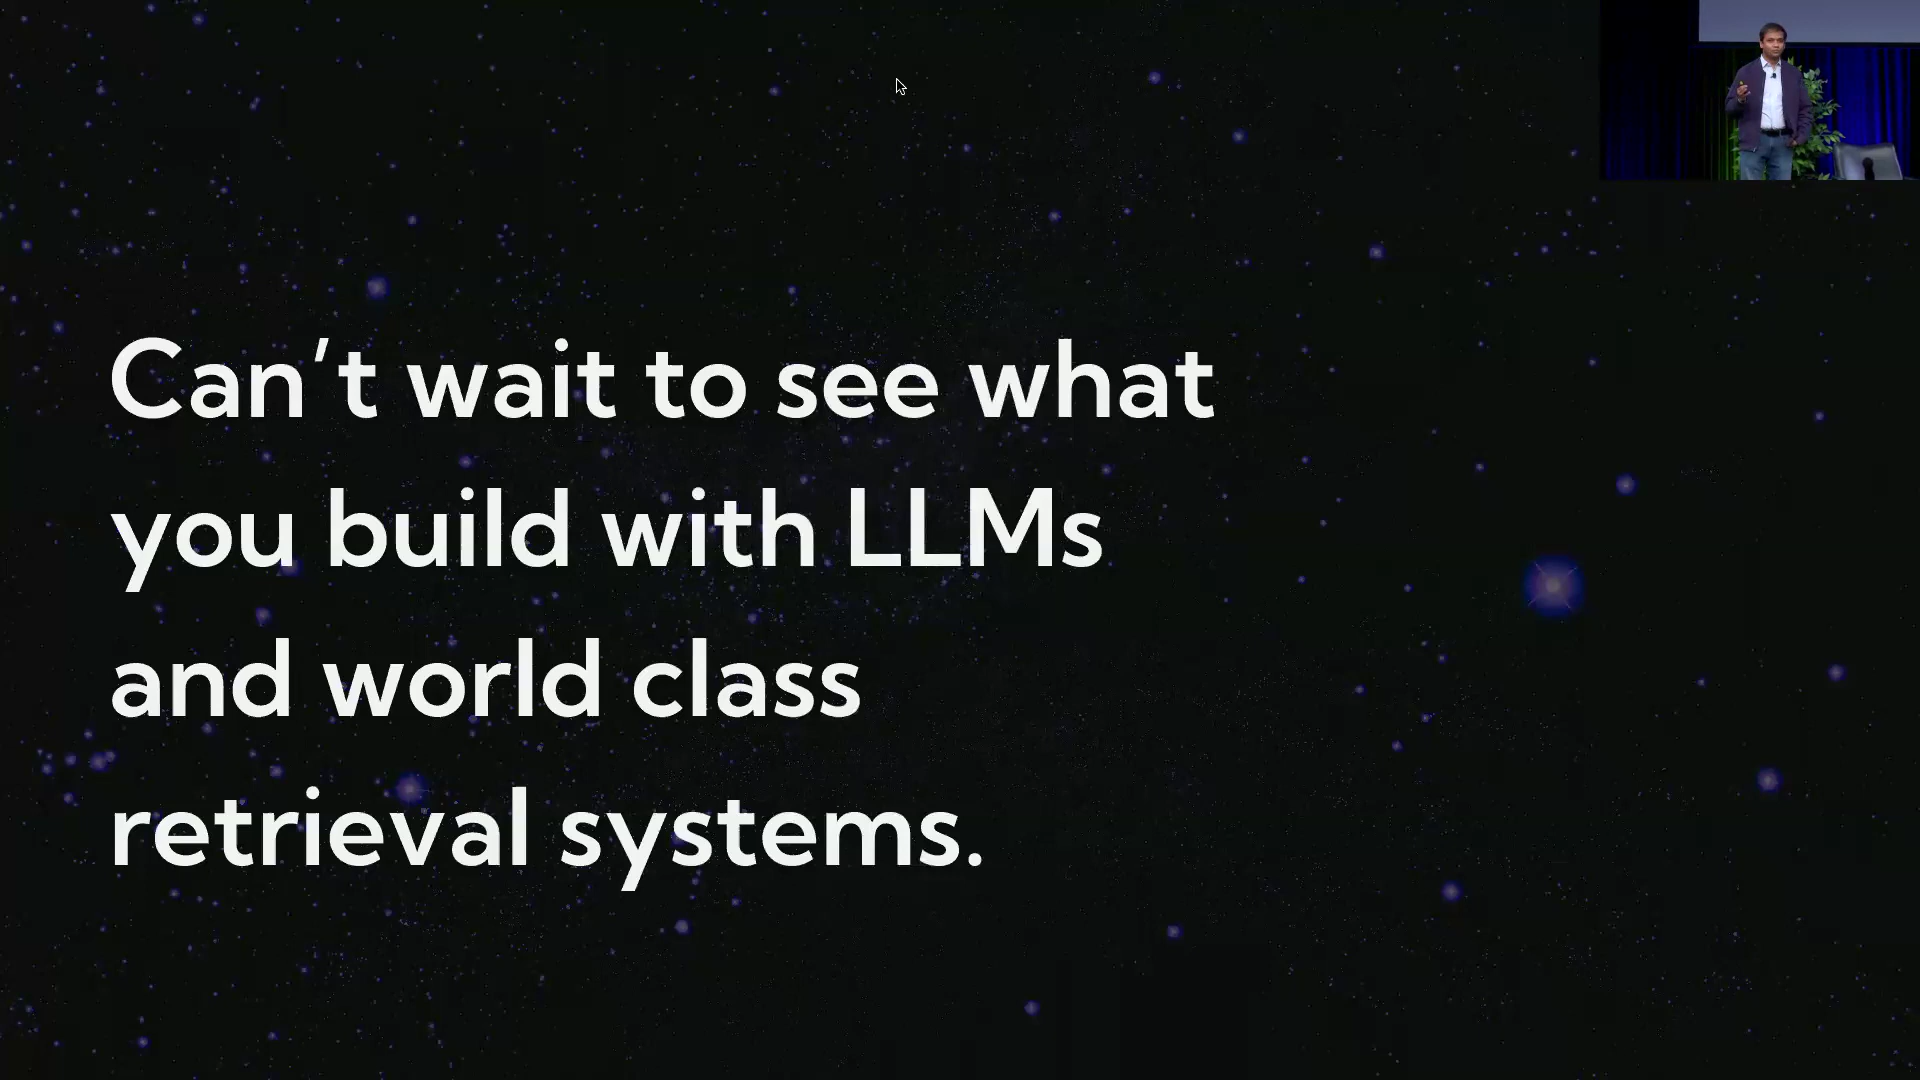 Can’t wait to see what
you build with LLMs
and world class
retrieval systems.